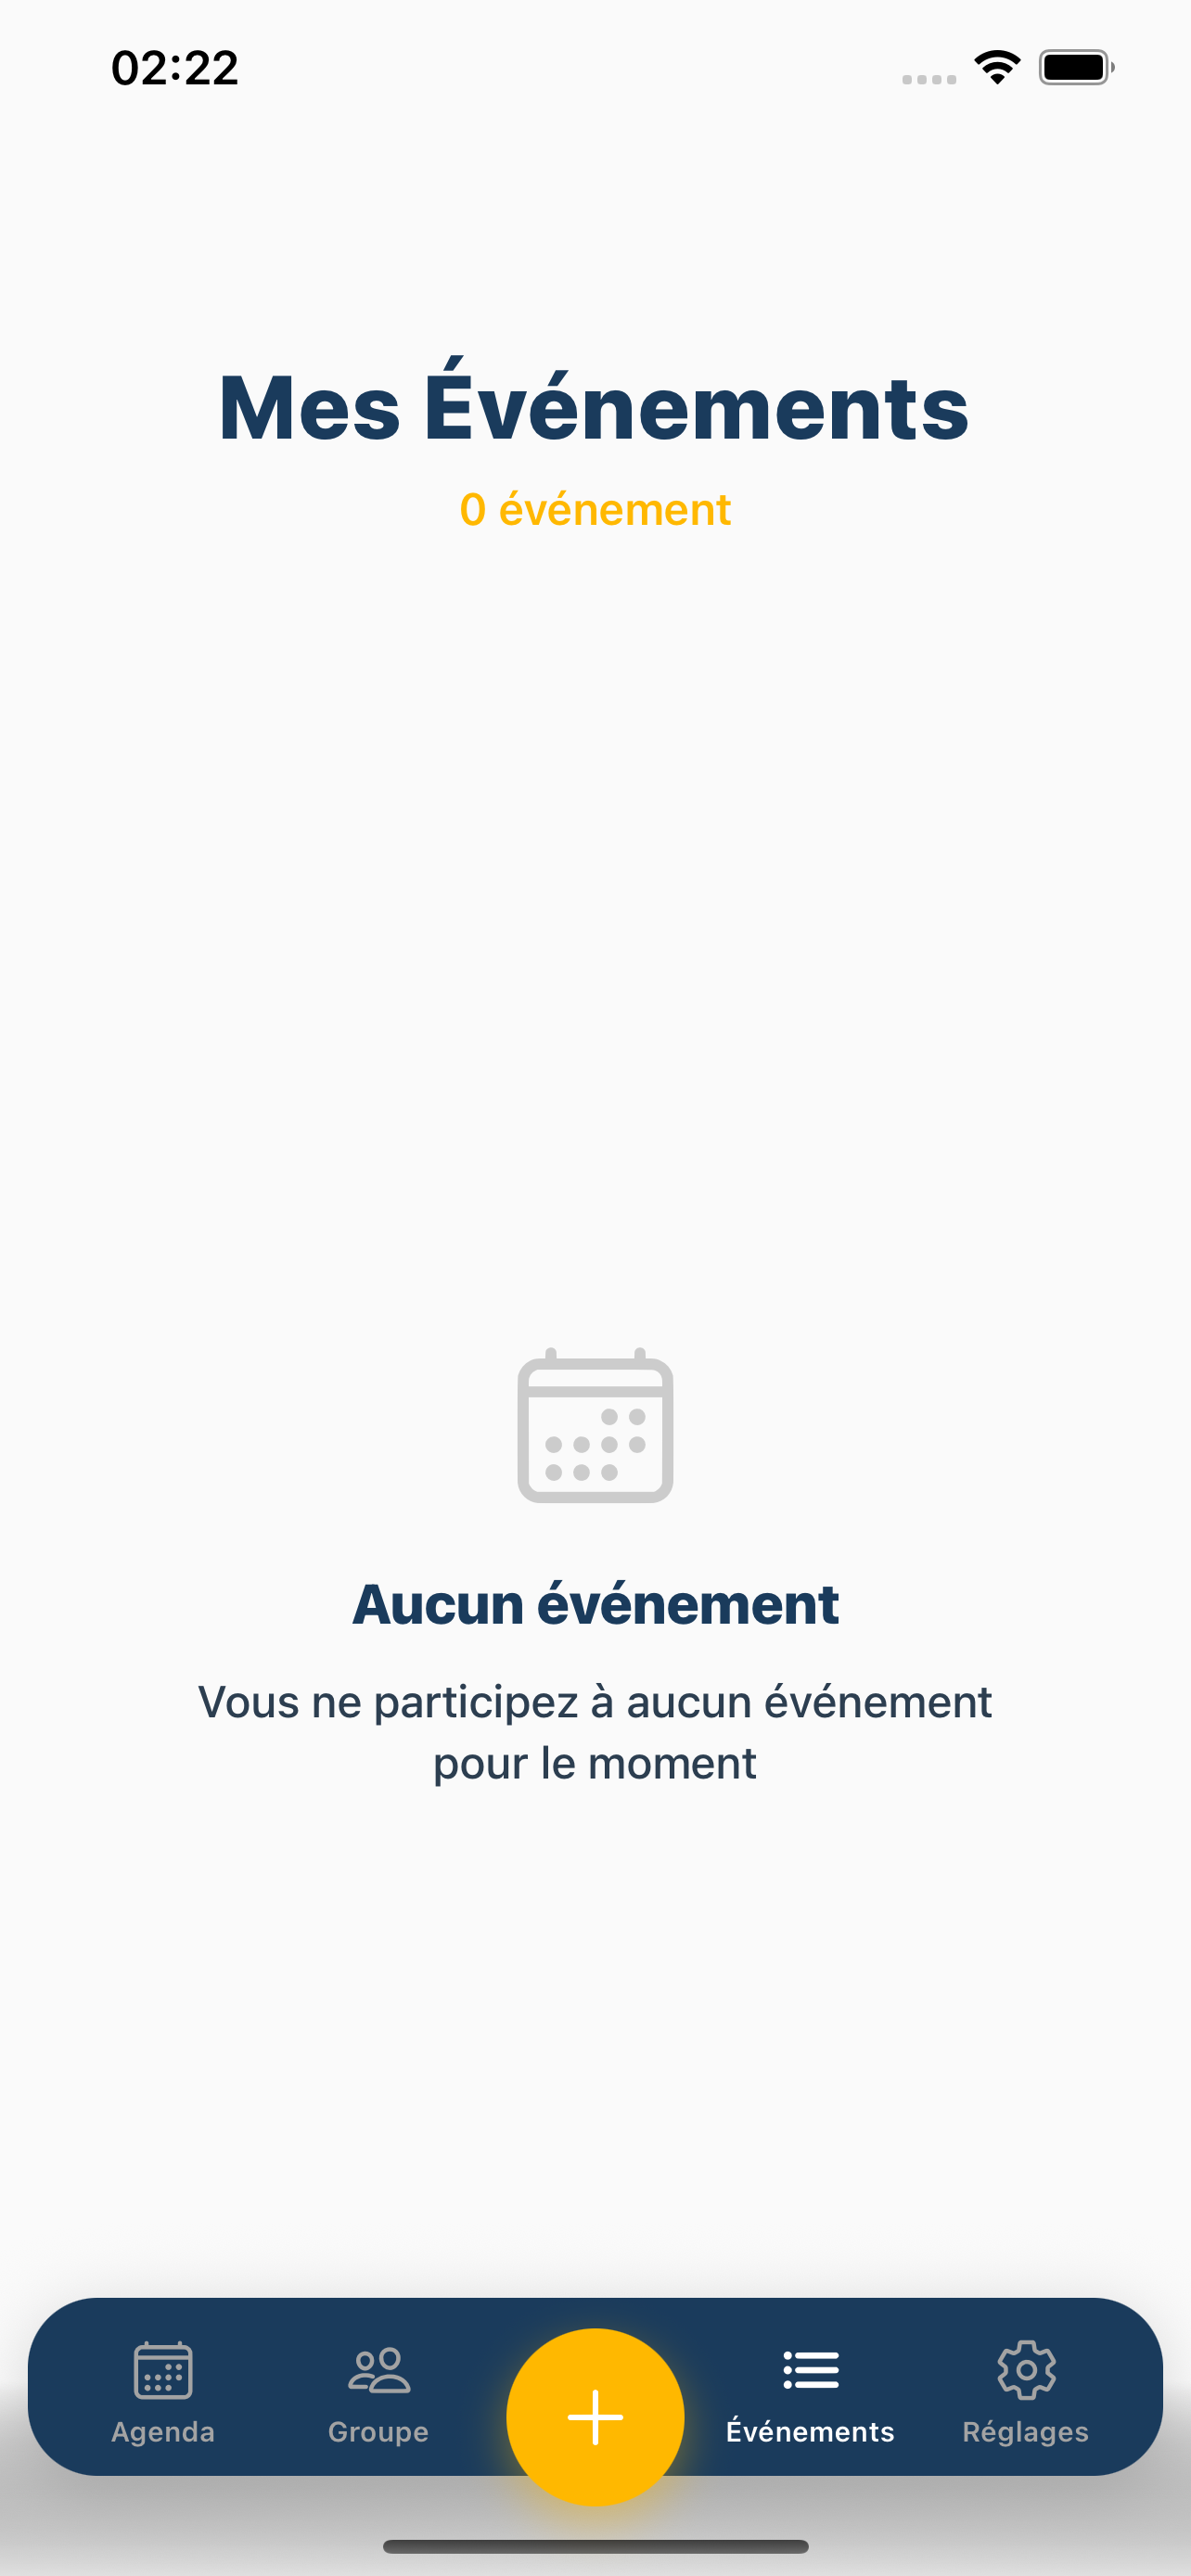 02:22
Mes Événements
0 événement
Aucun événement
Vous ne participez à aucun événement
pour le moment
Agenda
Groupe
Événements
Réglages